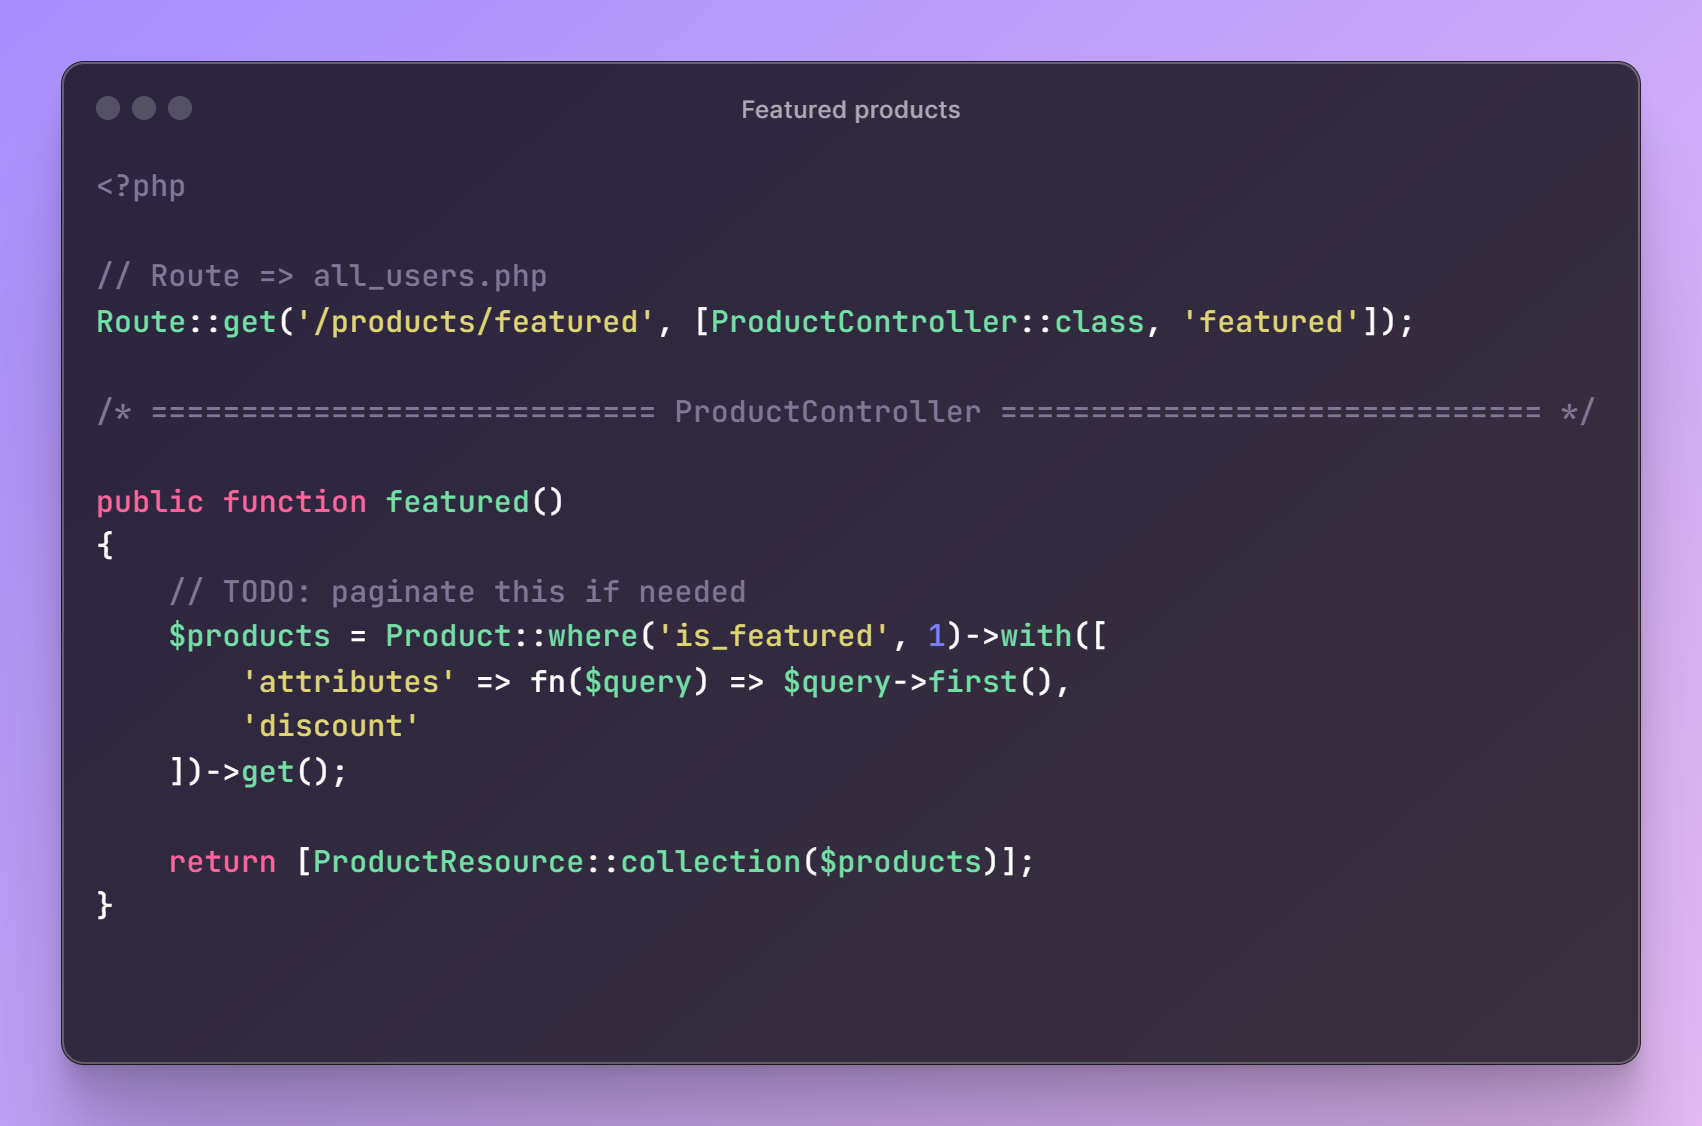 Featured products
<?php
// Route => all_users.php
Route::get('/products/featured', [ProductController::class, 'featured']);
/* ============================ ProductController ============================== */
public function featured()
{
    // TODO: paginate this if needed
    $products = Product::where('is_featured', 1)->with([
        'attributes' => fn($query) => $query->first(),
        'discount'
    ])->get();
    return [ProductResource::collection($products)];
}